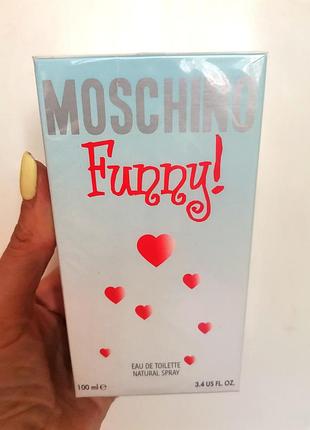 MOSCHINO
Funny!
EAU DE TOILETTE
NATURAL SPRAY
100 ml e 3.4 US FL. OZ.